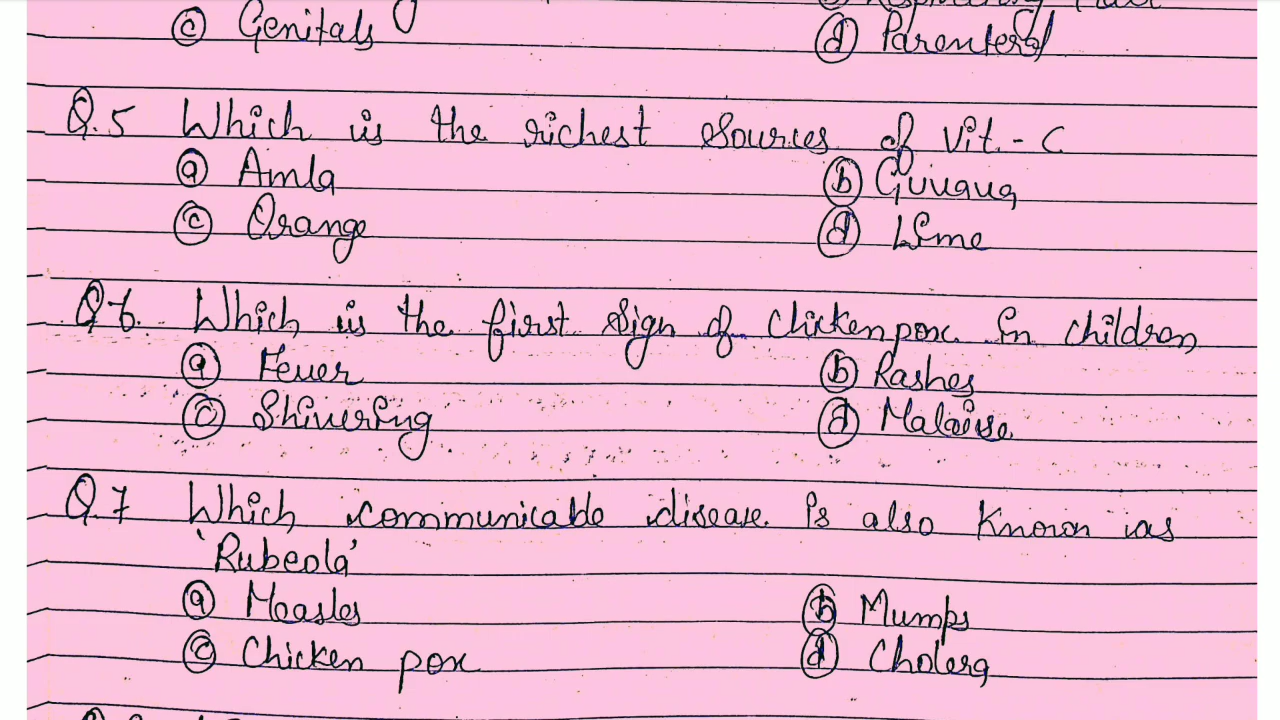 (c) Genitals (d) Parenteral
Q.5 Which is the richest sources of Vit.-C
(a) Amla (b) Guuaua
(c) Orange (d) Lime
Q6. Which is the first sign of chickenpox in children
(a) Fever (b) Rashes
(c) Shivering (d) Malaise
Q.7 Which communicable disease is also known as
'Rubeola'
(a) Measles (b) Mumps
(c) Chicken pox (d) Cholera